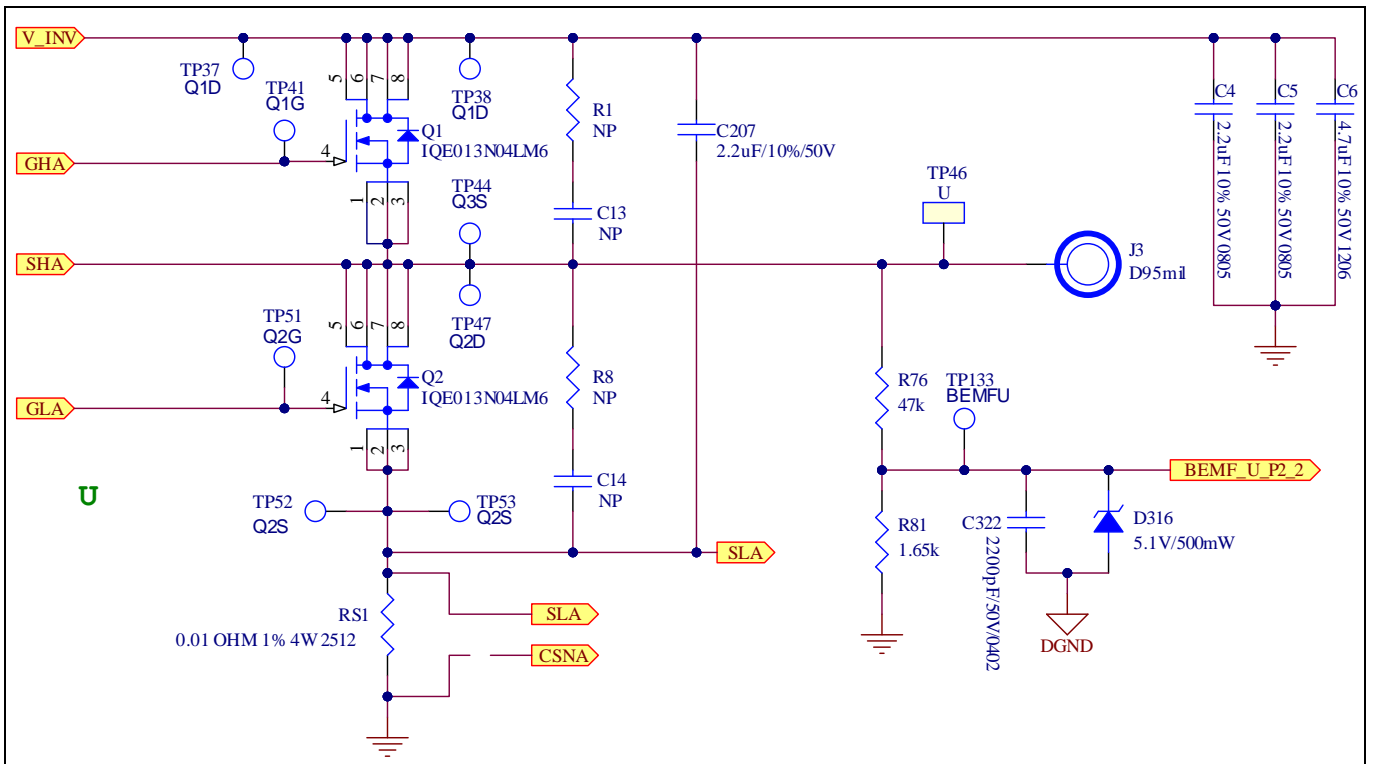 V_INV
TP37
Q1D
TP41
Q1G
5
6
7
8
TP38
Q1D
R1
NP
Q1
IQE013N04LM6
4
GHA
C207
2.2uF/10%/50V
C4
2.2uF 10% 50V 0805
C5
2.2uF 10% 50V 0805
C6
4.7uF 10% 50V 1206
1
2
3
TP44
Q3S
C13
NP
TP46
U
SHA
J3
D95mil
TP51
Q2G
5
6
7
8
TP47
Q2D
Q2
IQE013N04LM6
4
GLA
R8
NP
R76
47k
TP133
BEMFU
1
2
3
BEMF_U_P2_2
U
C14
NP
TP52
Q2S
TP53
Q2S
R81
1.65k
C322
2200pF/50V/0402
D316
5.1V/500mW
SLA
RS1
0.01 OHM 1% 4W 2512
SLA
CSNA
DGND